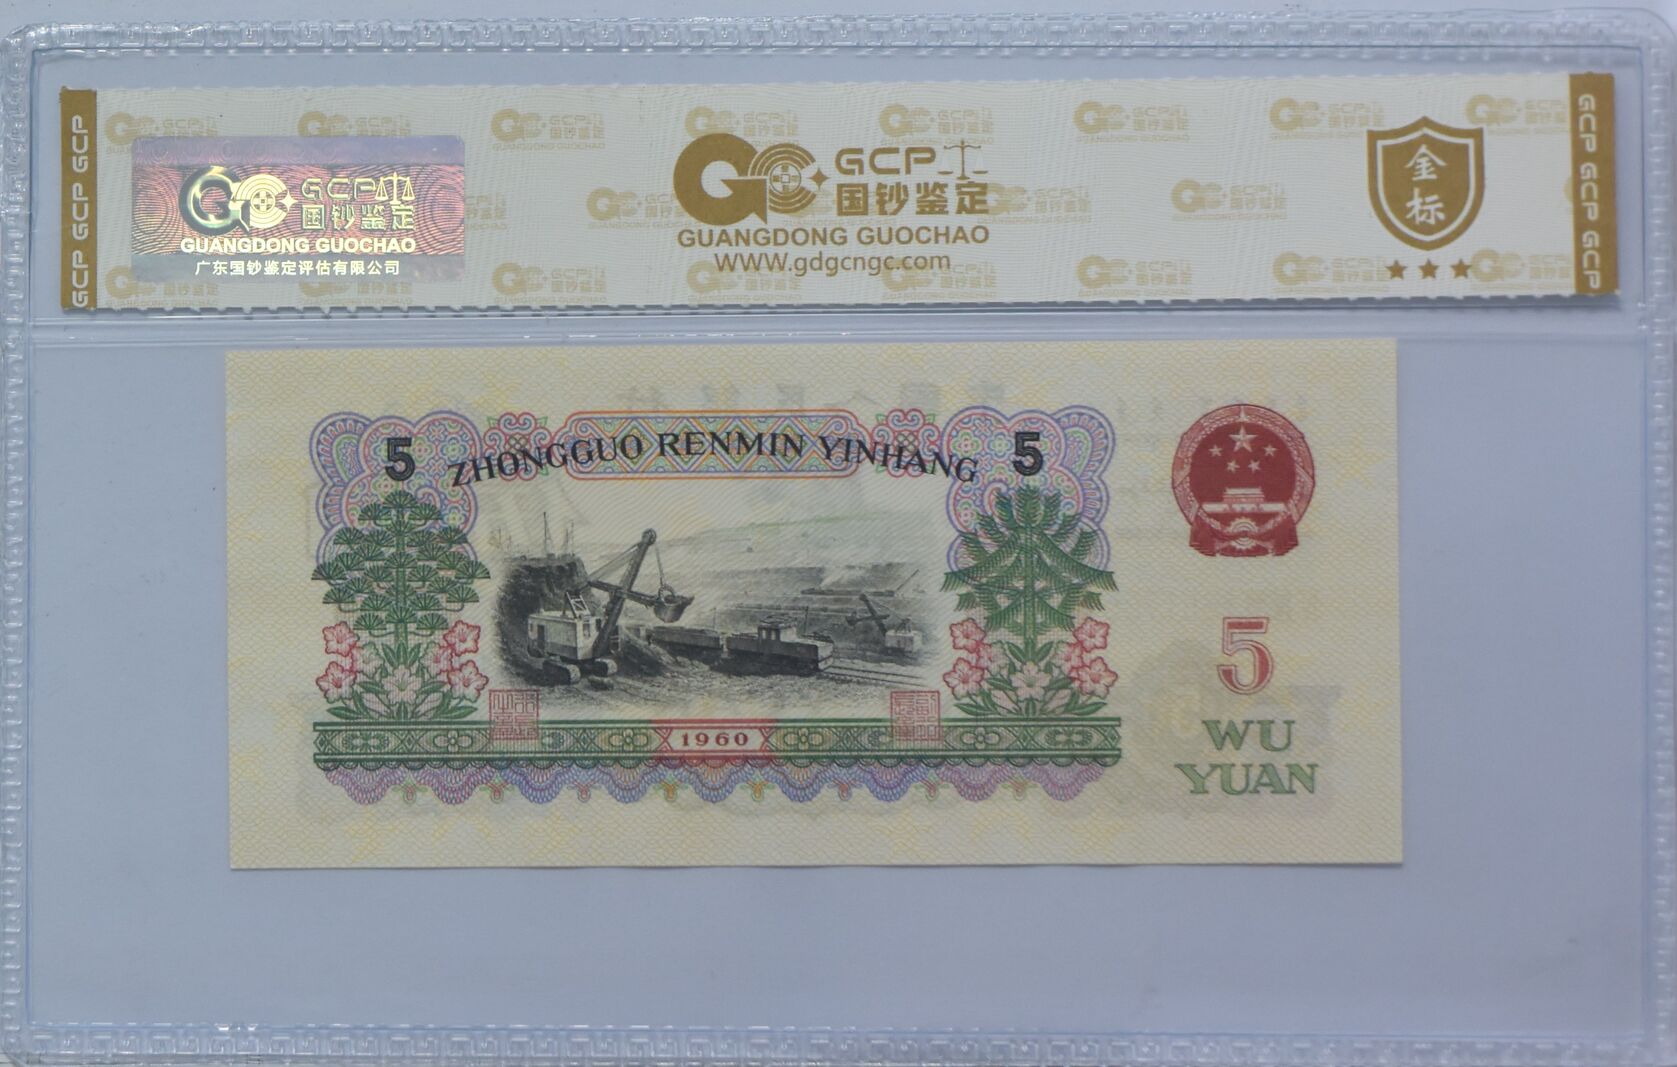 GCP GCP GCP
GCP
国钞鉴定
GUANGDONG GUOCHAO
广东国钞鉴定评估有限公司
GCP
国钞鉴定
GUANGDONG GUOCHAO
WWW.gdgcngc.com
金标
GCP GCP GCP
5
ZHONGGUO RENMIN YINHANG
5
1960
5
WU
YUAN